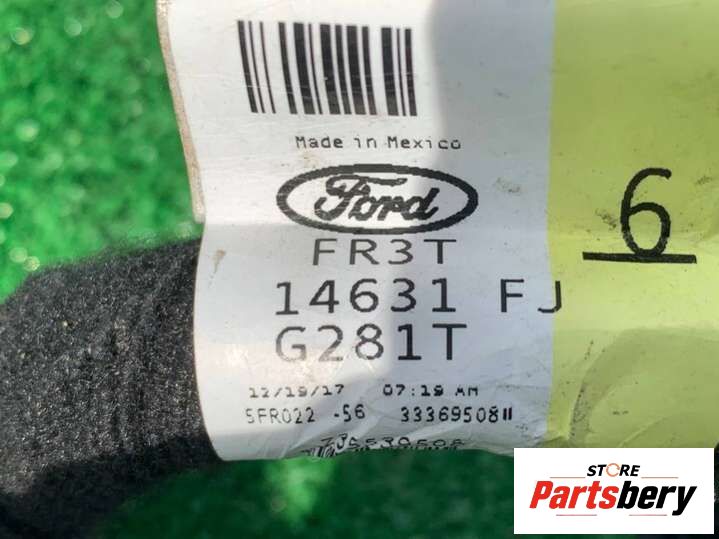 Made in Mexico
Ford
FR3T
6
14631 FJ
G281T
12/19/17 07:19 AM
5FR022 -S6 33369508
STORE
Partsbery